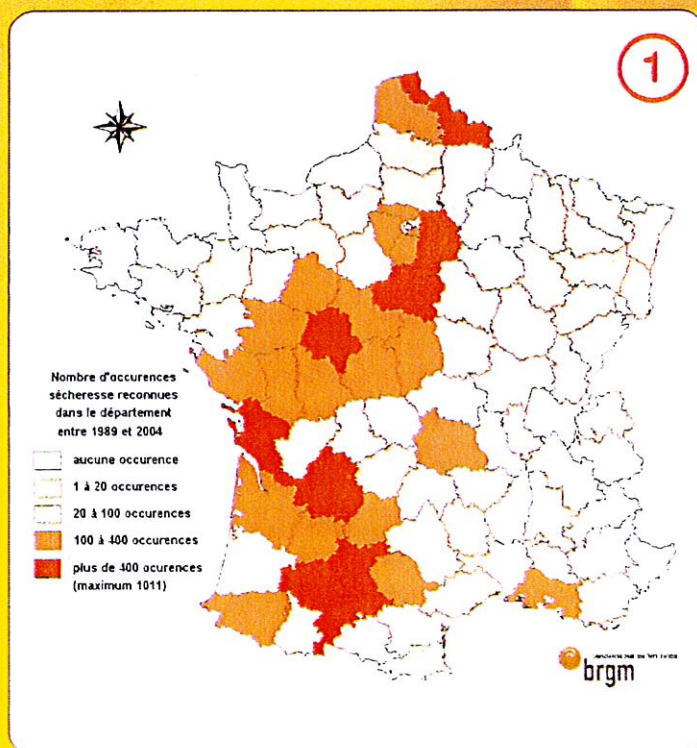 1
Nombre d'occurences
sécheresse reconnues
dans le département
entre 1989 et 2004
aucune occurence
1 à 20 occurences
20 à 100 occurences
100 à 400 occurences
plus de 400 ocurences
(maximum 1011)
brgm